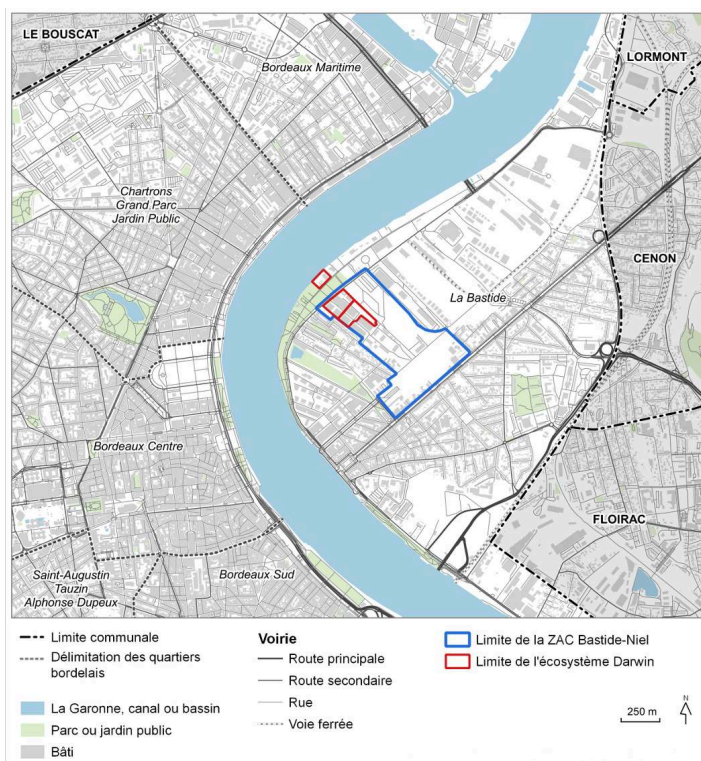 LE BOUSCAT
Bordeaux Maritime
LORMONT
Chartrons
Grand Parc
Jardin Public
CENON
La Bastide
Bordeaux Centre
FLOIRAC
Saint-Augustin
Tauzin
Alphonse Dupeux
Bordeaux Sud
Limite communale
Délimitation des quartiers
bordelais
La Garonne, canal ou bassin
Parc ou jardin public
Bâti
Voirie
Route principale
Route secondaire
Rue
Voie ferrée
Limite de la ZAC Bastide-Niel
Limite de l'écosystème Darwin
250 m
N